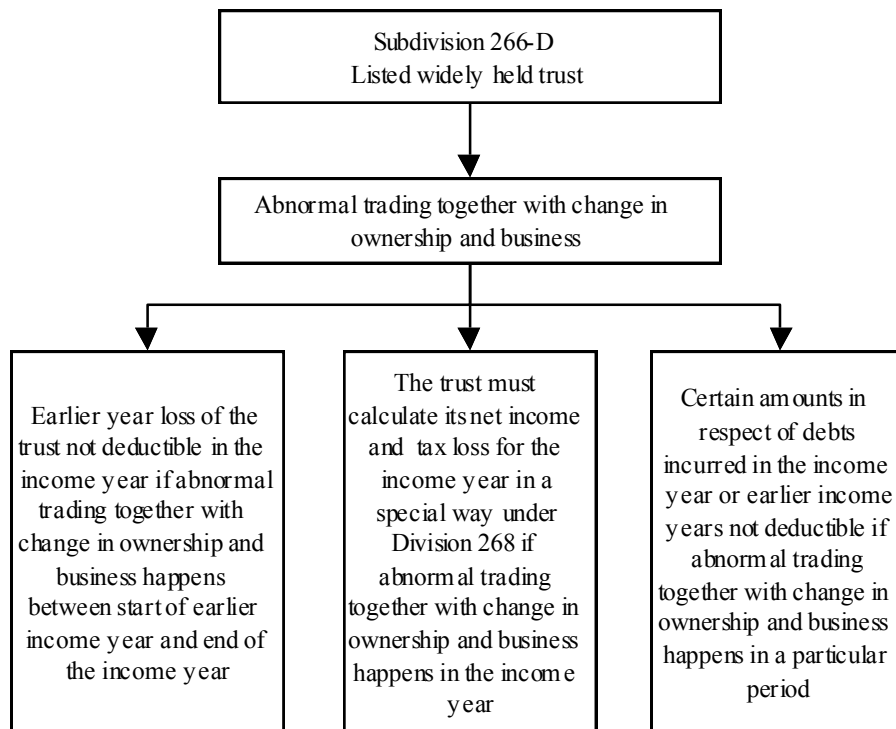 Subdivision 266-D
Listed widely held trust
Abnormal trading together with change in
ownership and business
Earlier year loss of the
trust not deductible in the
income year if abnormal
trading together with
change in ownership and
business happens
between start of earlier
income year and end of
the income year
The trust must
calculate its net income
and tax loss for the
income year in a
special way under
Division 268 if
abnormal trading
together with change in
ownership and business
happens in the income
year
Certain amounts in
respect of debts
incurred in the income
year or earlier income
years not deductible if
abnormal trading
together with change in
ownership and business
happens in a particular
period